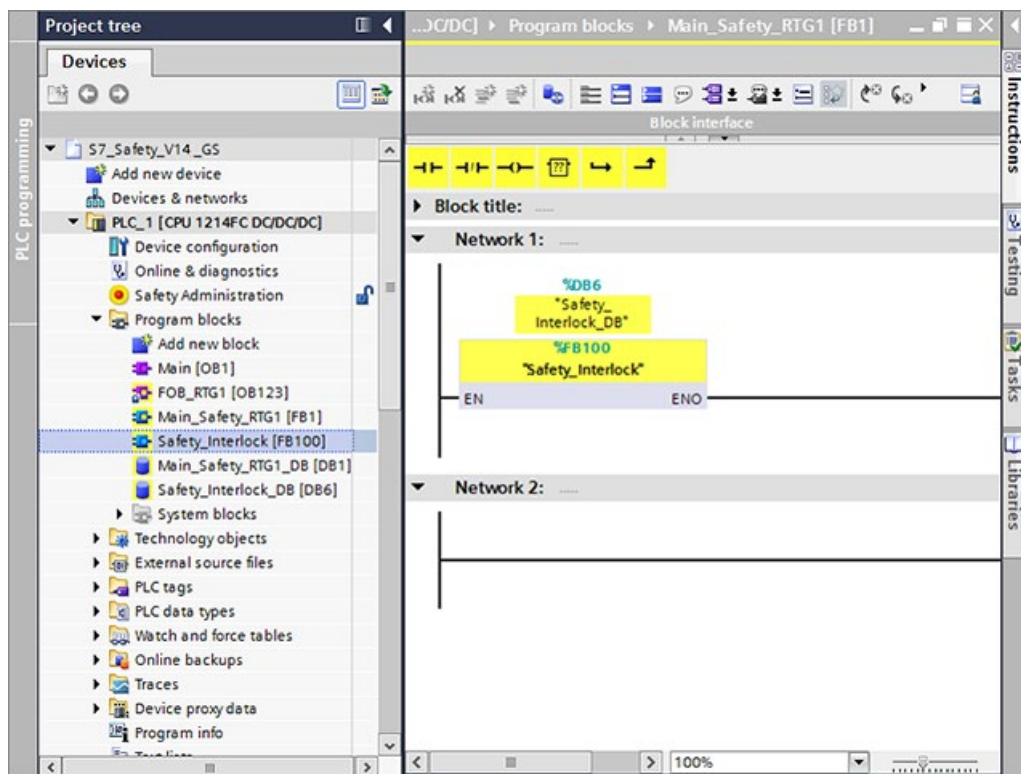 Project tree
Devices
PLC programming
S7_Safety_V14 _GS
Add new device
Devices & networks
PLC_1 [CPU 1214FC DC/DC/DC]
Device configuration
Online & diagnostics
Safety Administration
Program blocks
Add new block
Main [OB1]
FOB_RTG1 [OB123]
Main_Safety_RTG1 [FB1]
Safety_Interlock [FB100]
Main_Safety_RTG1_DB [DB1]
Safety_Interlock_DB [DB6]
System blocks
Technology objects
External source files
PLC tags
PLC data types
Watch and force tables
Online backups
Traces
Device proxy data
Program info
...DC/DC] Program blocks Main_Safety_RTG1 [FB1]
Block interface
??
Block title: .....
Network 1: .....
%DB6
"Safety_
Interlock_DB"
%FB100
"Safety_Interlock"
EN ENO
Network 2: .....
100%
Instructions
Testing
Tasks
Libraries